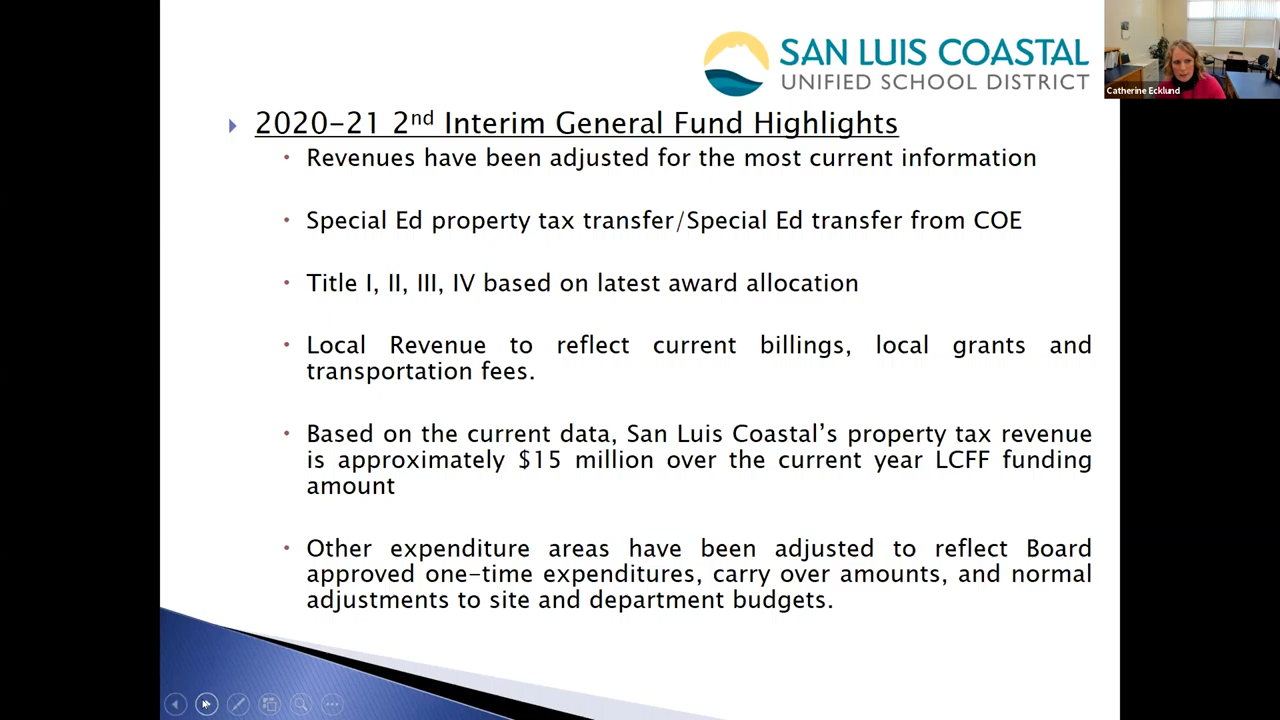 SAN LUIS COASTAL
UNIFIED SCHOOL DISTRICT
Catherine Ecklund
2020-21 2nd Interim General Fund Highlights
Revenues have been adjusted for the most current information
Special Ed property tax transfer/Special Ed transfer from COE
Title I, II, III, IV based on latest award allocation
Local Revenue to reflect current billings, local grants and
transportation fees.
Based on the current data, San Luis Coastal's property tax revenue
is approximately $15 million over the current year LCFF funding
amount
Other expenditure areas have been adjusted to reflect Board
approved one-time expenditures, carry over amounts, and normal
adjustments to site and department budgets.